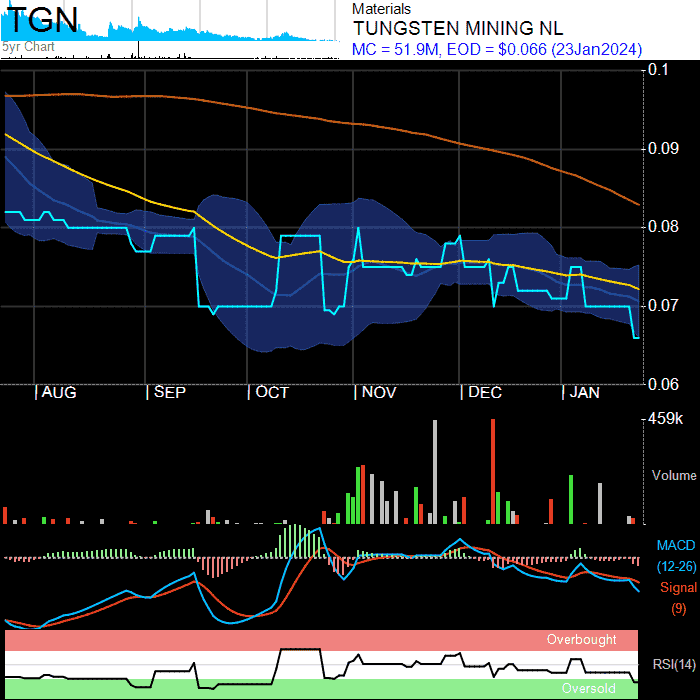 TGN
5yr Chart
Materials
TUNGSTEN MINING NL
MC = 51.9M, EOD = $0.066 (23Jan2024)
0.1
0.09
0.08
0.07
0.06
AUG
SEP
OCT
NOV
DEC
JAN
459k
Volume
MACD
(12-26)
Signal
(9)
Overbought
RSI(14)
Oversold